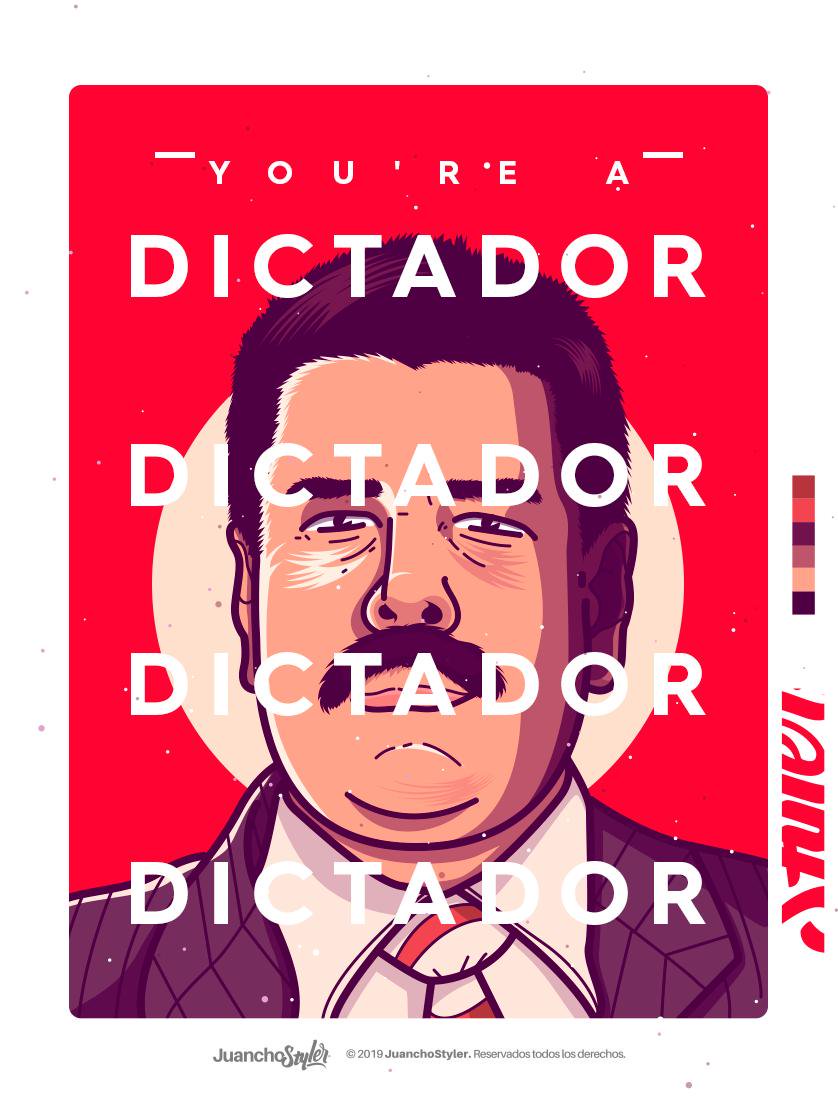 YOU'RE A
DICTADOR
DICTADOR
DICTADOR
DICTADOR
JuanchoStyler
© 2019 JuanchoStyler. Reservados todos los derechos.